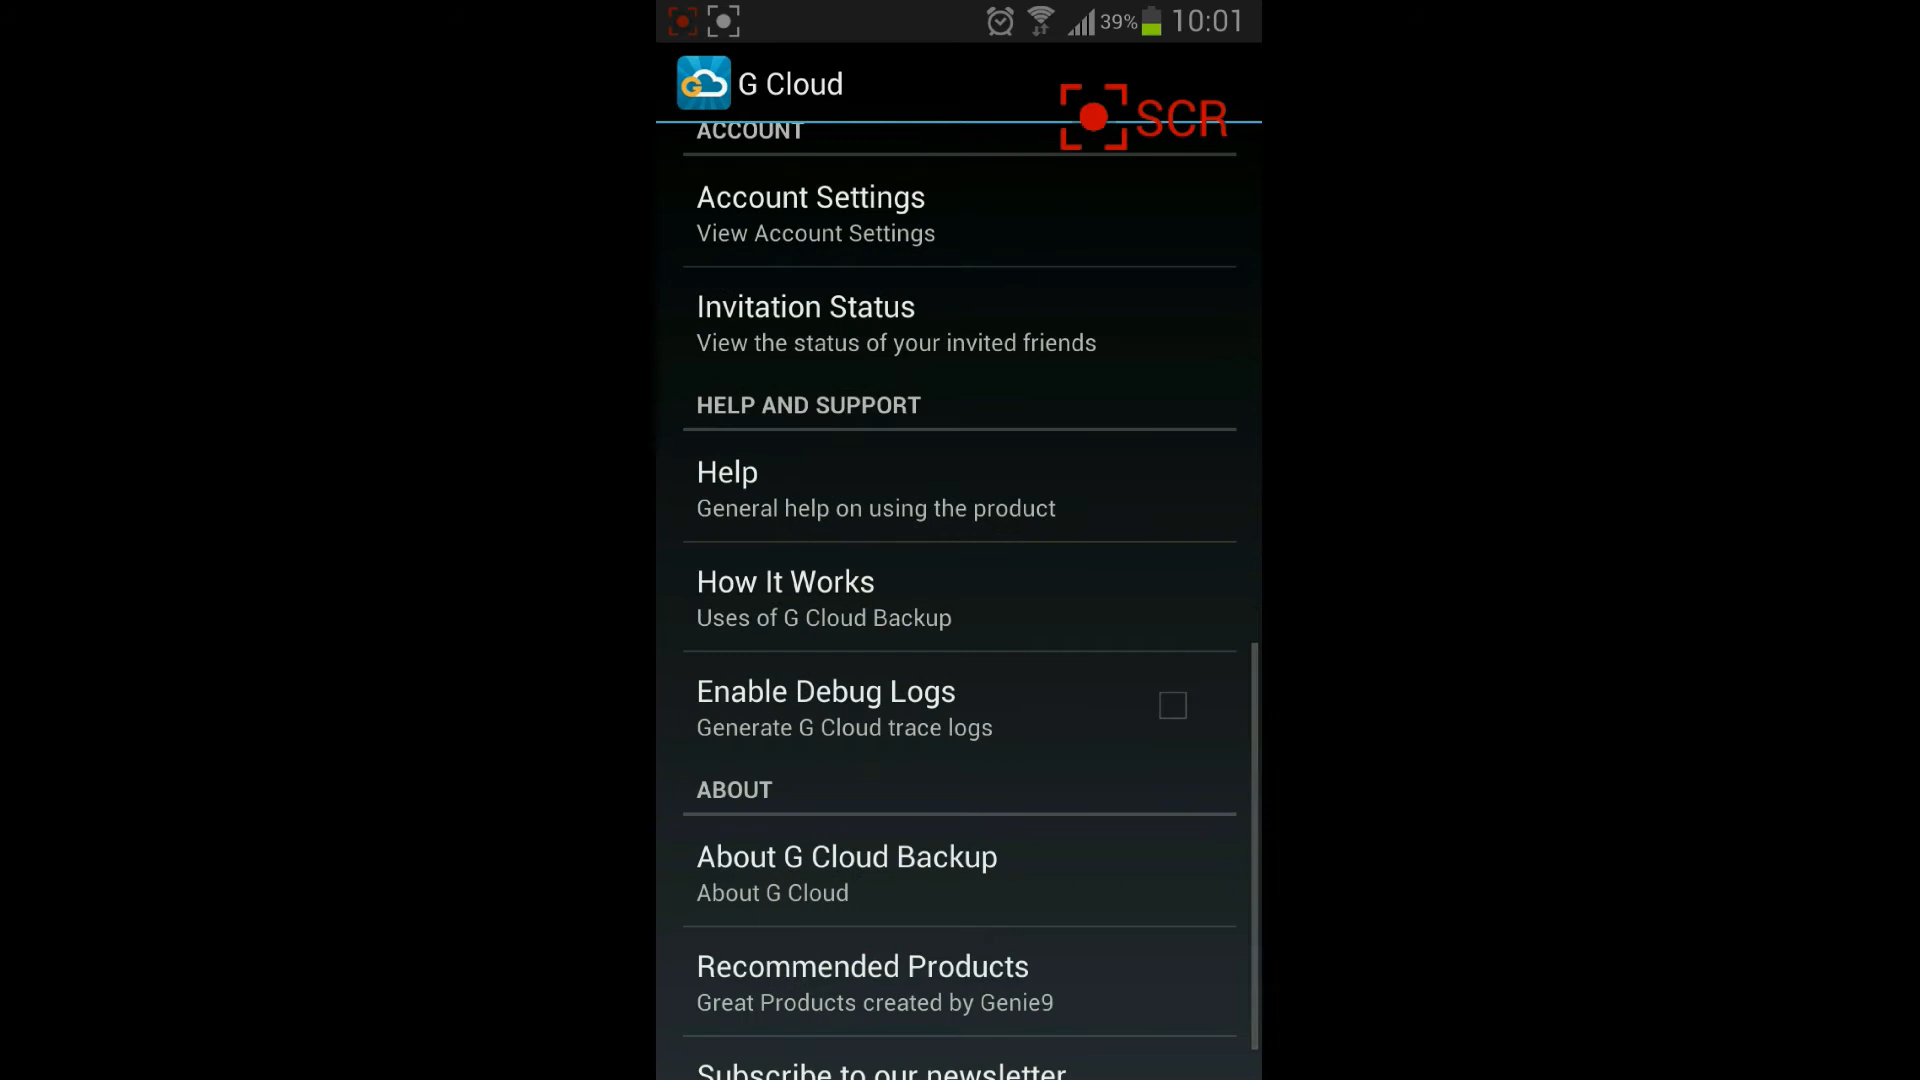 39% 10:01
G Cloud
SCR
ACCOUNT
Account Settings
View Account Settings
Invitation Status
View the status of your invited friends
HELP AND SUPPORT
Help
General help on using the product
How It Works
Uses of G Cloud Backup
Enable Debug Logs
Generate G Cloud trace logs
ABOUT
About G Cloud Backup
About G Cloud
Recommended Products
Great Products created by Genie9
Subscribe to our newsletter